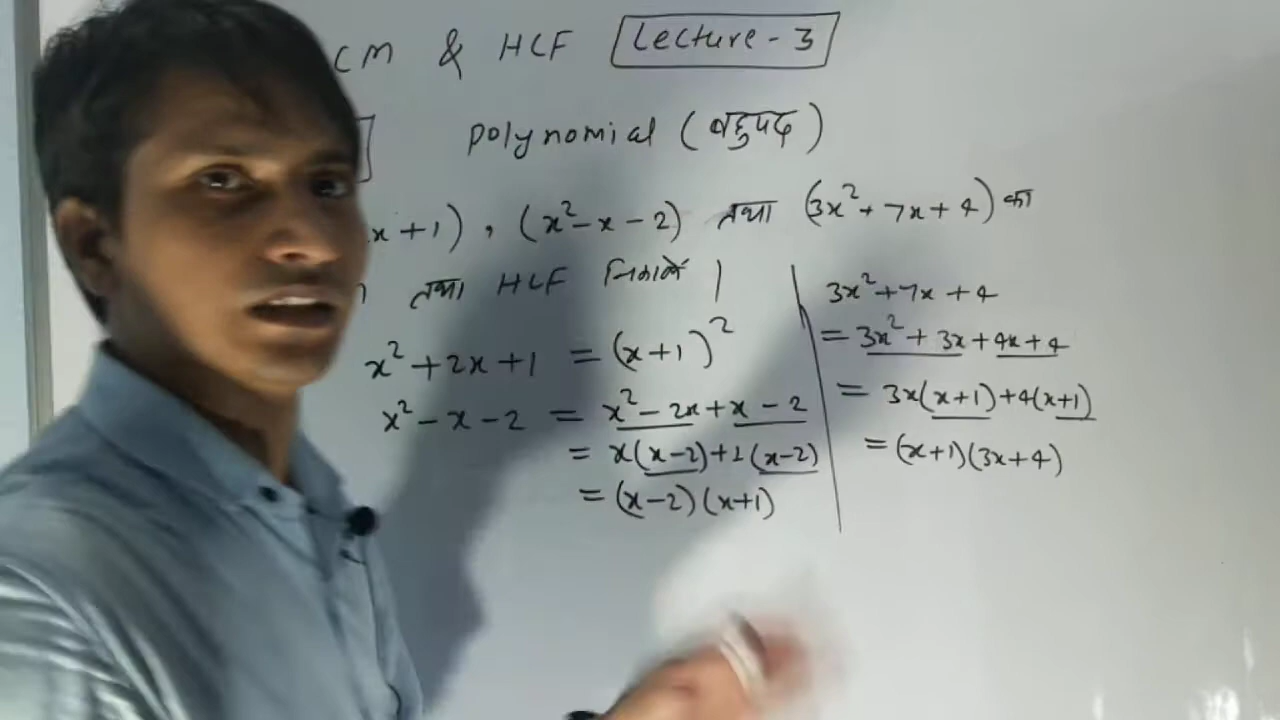 CM & HCF Lecture-3
polynomial (बहुपद)
x+1), (x²-x-2) तथा (3x²+7x+4) का
तथा HCF निकालें।
x²+2x+1 = (x+1)²
x²-x-2 = x²-2x+x-2
= x(x-2)+1(x-2)
= (x-2)(x+1)
3x²+7x+4
= 3x²+3x+4x+4
= 3x(x+1)+4(x+1)
= (x+1)(3x+4)